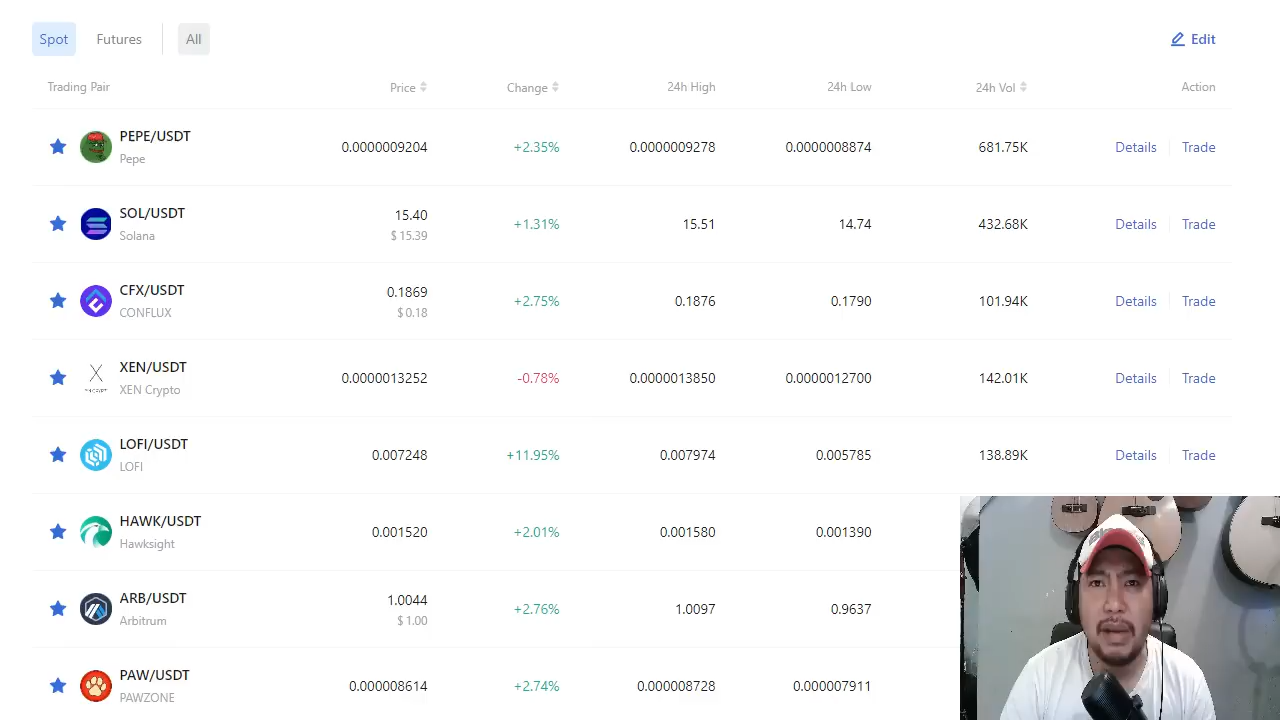 Spot Futures All Edit
Trading Pair Price Change 24h High 24h Low 24h Vol Action
PEPE/USDT
Pepe
0.0000009204 +2.35% 0.0000009278 0.0000008874 681.75K Details Trade
SOL/USDT
Solana
15.40
$ 15.39
+1.31% 15.51 14.74 432.68K Details Trade
CFX/USDT
CONFLUX
0.1869
$ 0.18
+2.75% 0.1876 0.1790 101.94K Details Trade
XEN/USDT
XEN Crypto
0.0000013252 -0.78% 0.0000013850 0.0000012700 142.01K Details Trade
LOFI/USDT
LOFI
0.007248 +11.95% 0.007974 0.005785 138.89K Details Trade
HAWK/USDT
Hawksight
0.001520 +2.01% 0.001580 0.001390
ARB/USDT
Arbitrum
1.0044
$ 1.00
+2.76% 1.0097 0.9637
PAW/USDT
PAWZONE
0.000008614 +2.74% 0.000008728 0.000007911